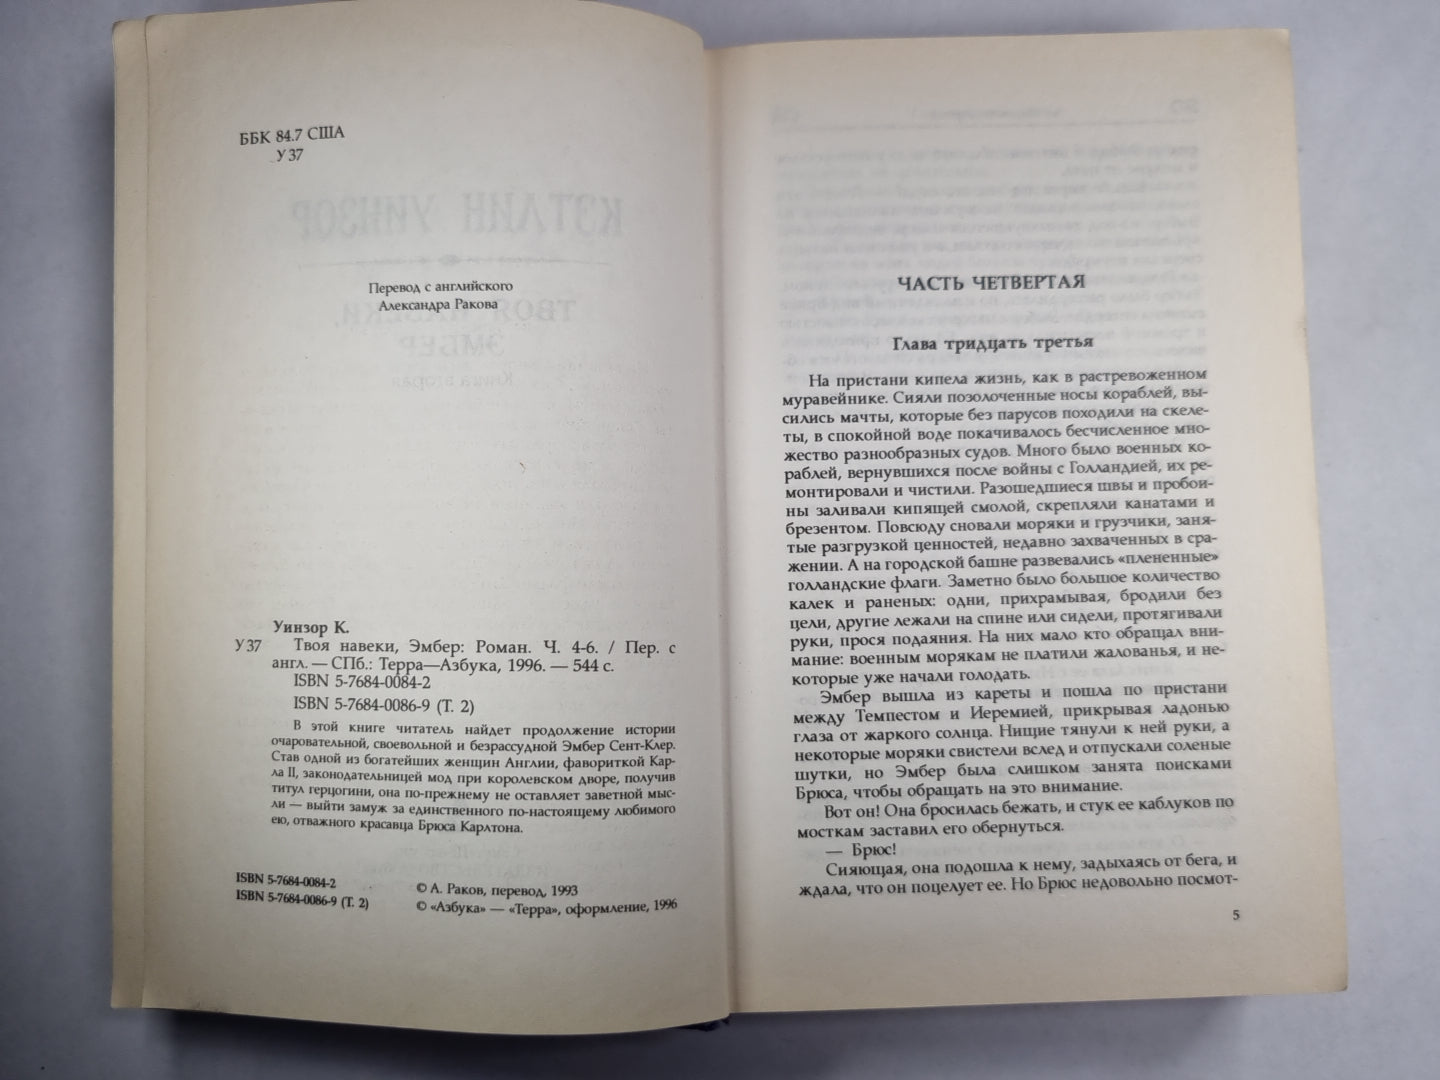 ББК 84.7 США
У 37
Перевод с английского
Александра Ракова
Уинзор К.
У 37 Твоя навеки, Эмбер: Роман. Ч. 4-6. / Пер. с
англ. — СПб.: Терра—Азбука, 1996. — 544 с.
ISBN 5-7684-0084-2
ISBN 5-7684-0086-9 (Т. 2)
В этой книге читатель найдет продолжение истории
очаровательной, своевольной и безрассудной Эмбер Сент-Клер.
Став одной из богатейших женщин Англии, фавориткой Кар-
ла II, законодательницей мод при королевском дворе, получив
титул герцогини, она по-прежнему не оставляет заветной мыс-
ли — выйти замуж за единственного по-настоящему любимого
ею, отважного красавца Брюса Карлтона.
ISBN 5-7684-0084-2
ISBN 5-7684-0086-9 (Т. 2)
© А. Раков, перевод, 1993
© «Азбука» — «Терра», оформление, 1996
ЧАСТЬ ЧЕТВЕРТАЯ
Глава тридцать третья
На пристани кипела жизнь, как в растревоженном
муравейнике. Сияли позолоченные носы кораблей, вы-
сились мачты, которые без парусов походили на скеле-
ты, в спокойной воде покачивалось бесчисленное мно-
жество разнообразных судов. Много было военных ко-
раблей, вернувшихся после войны с Голландией, их ре-
монтировали и чистили. Разошедшиеся швы и пробои-
ны заливали кипящей смолой, скрепляли канатами и
брезентом. Повсюду сновали моряки и грузчики, заня-
тые разгрузкой ценностей, недавно захваченных в сра-
жении. А на городской башне развевались «плененные»
голландские флаги. Заметно было большое количество
калек и раненых: одни, прихрамывая, бродили без
цели, другие лежали на спине или сидели, протягивали
руки, прося подаяния. На них мало кто обращал вни-
мание: военным морякам не платили жалованья, и не-
которые уже начали голодать.
Эмбер вышла из кареты и пошла по пристани
между Темпестом и Иеремией, прикрывая ладонью
глаза от жаркого солнца. Нищие тянули к ней руки, а
некоторые моряки свистели вслед и отпускали соленые
шутки, но Эмбер была слишком занята поисками
Брюса, чтобы обращать на это внимание.
Вот он! Она бросилась бежать, и стук ее каблуков по
мосткам заставил его обернуться.
— Брюс!
Сияющая, она подошла к нему, задыхаясь от бега, и
ждала, что он поцелует ее. Но Брюс недовольно посмот-
5